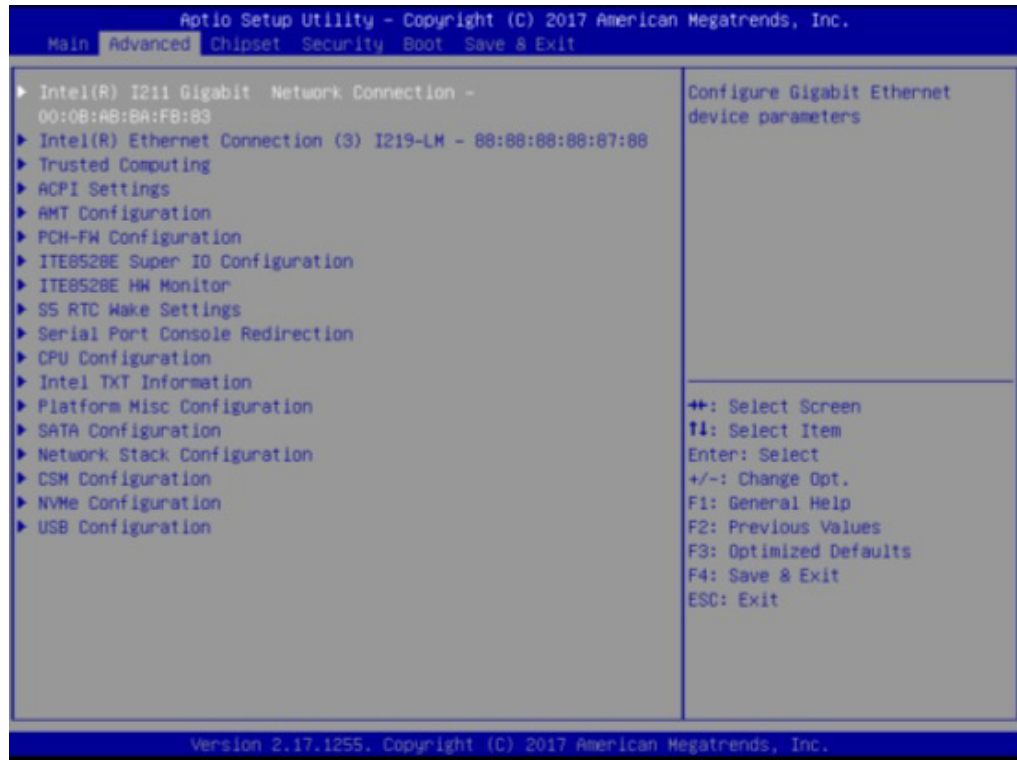 Aptio Setup Utility – Copyright (C) 2017 American Megatrends, Inc.
Main Advanced Chipset Security Boot Save & Exit
▶ Intel(R) I211 Gigabit Network Connection –
00:0B:AB:BA:FB:83
▶ Intel(R) Ethernet Connection (3) I219-LM – 88:88:88:88:87:88
▶ Trusted Computing
▶ ACPI Settings
▶ AMT Configuration
▶ PCH-FW Configuration
▶ ITE8528E Super IO Configuration
▶ ITE8528E HW Monitor
▶ S5 RTC Wake Settings
▶ Serial Port Console Redirection
▶ CPU Configuration
▶ Intel TXT Information
▶ Platform Misc Configuration
▶ SATA Configuration
▶ Network Stack Configuration
▶ CSM Configuration
▶ NVMe Configuration
▶ USB Configuration
Configure Gigabit Ethernet
device parameters
→←: Select Screen
↑↓: Select Item
Enter: Select
+/-: Change Opt.
F1: General Help
F2: Previous Values
F3: Optimized Defaults
F4: Save & Exit
ESC: Exit
Version 2.17.1255. Copyright (C) 2017 American Megatrends, Inc.